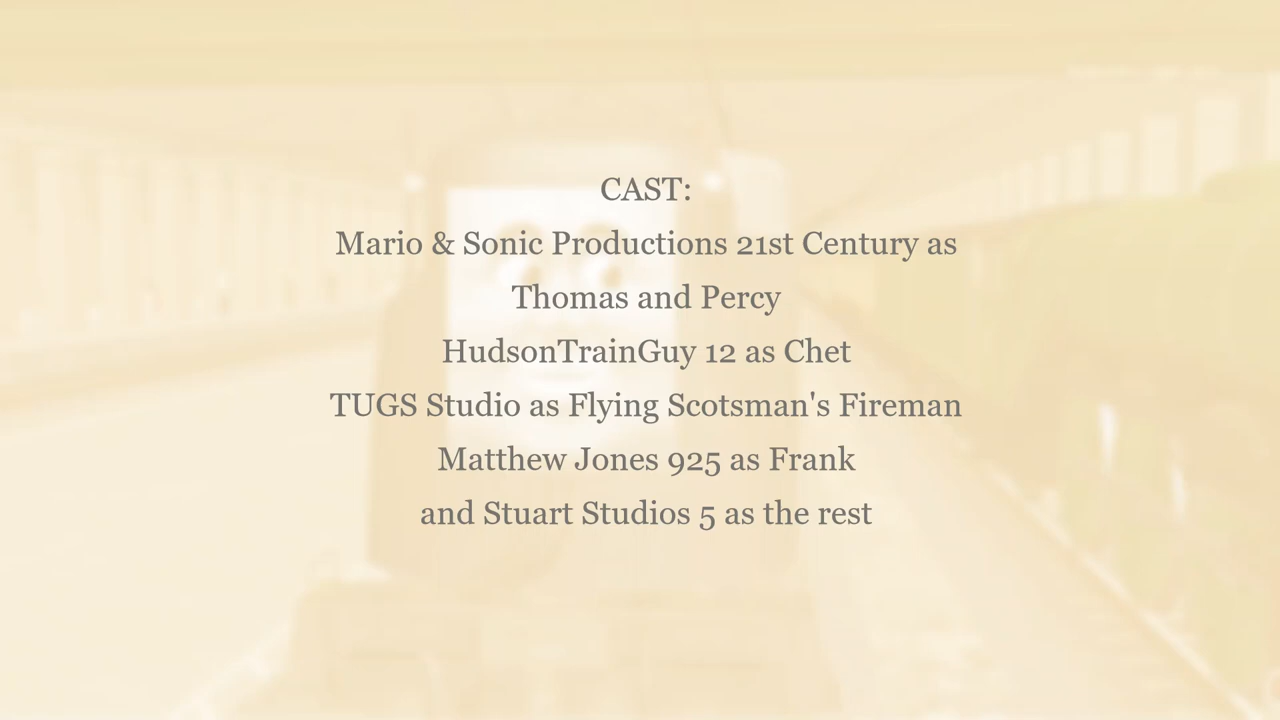 CAST:
Mario & Sonic Productions 21st Century as
Thomas and Percy
HudsonTrainGuy 12 as Chet
TUGS Studio as Flying Scotsman's Fireman
Matthew Jones 925 as Frank
and Stuart Studios 5 as the rest